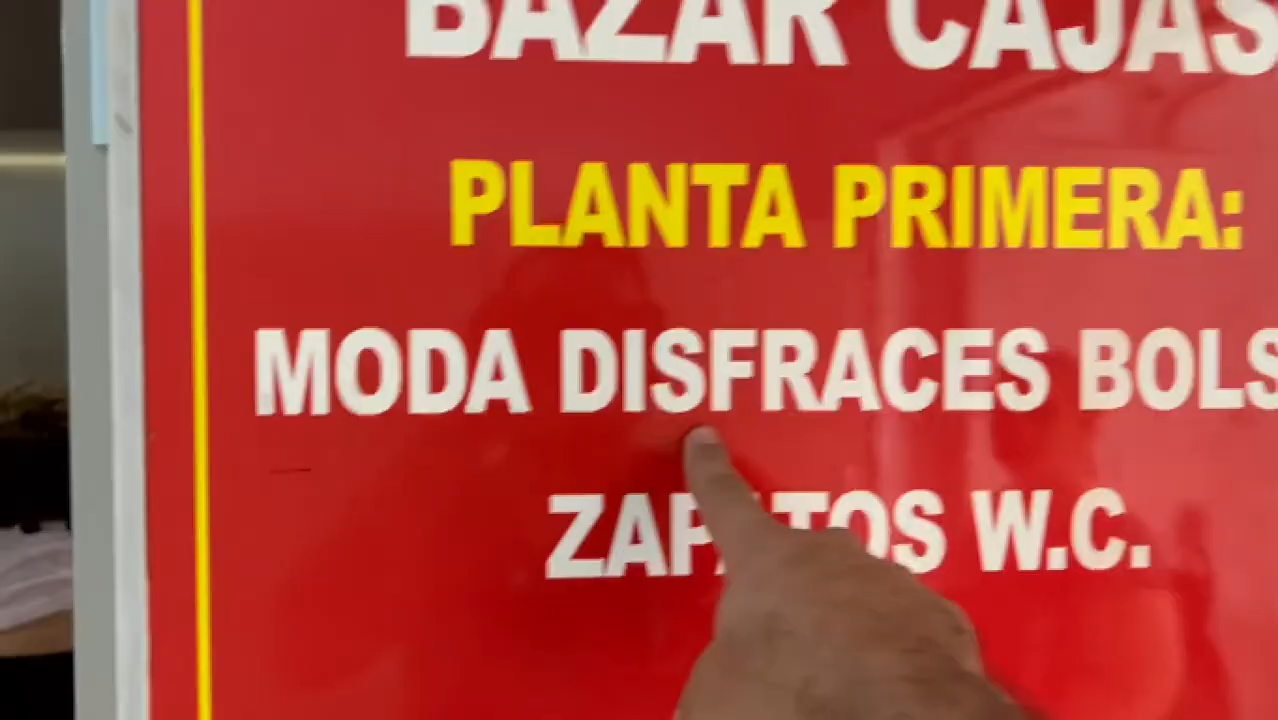 BAZAR CAJAS
PLANTA PRIMERA:
MODA DISFRACES BOLS
ZAPATOS W.C.